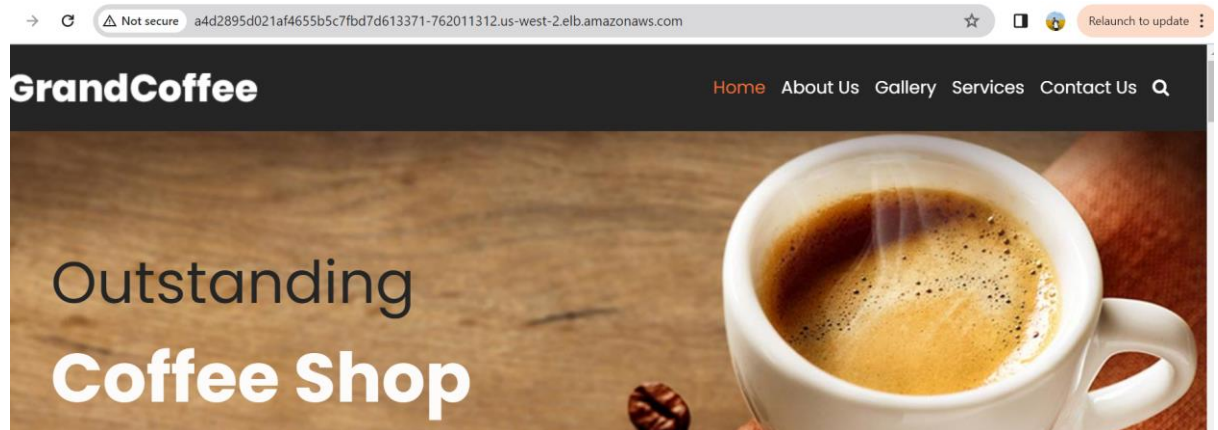 Not secure a4d2895d021af4655b5c7fbd7d613371-762011312.us-west-2.elb.amazonaws.com Relaunch to update
GrandCoffee Home About Us Gallery Services Contact Us
Outstanding
Coffee Shop